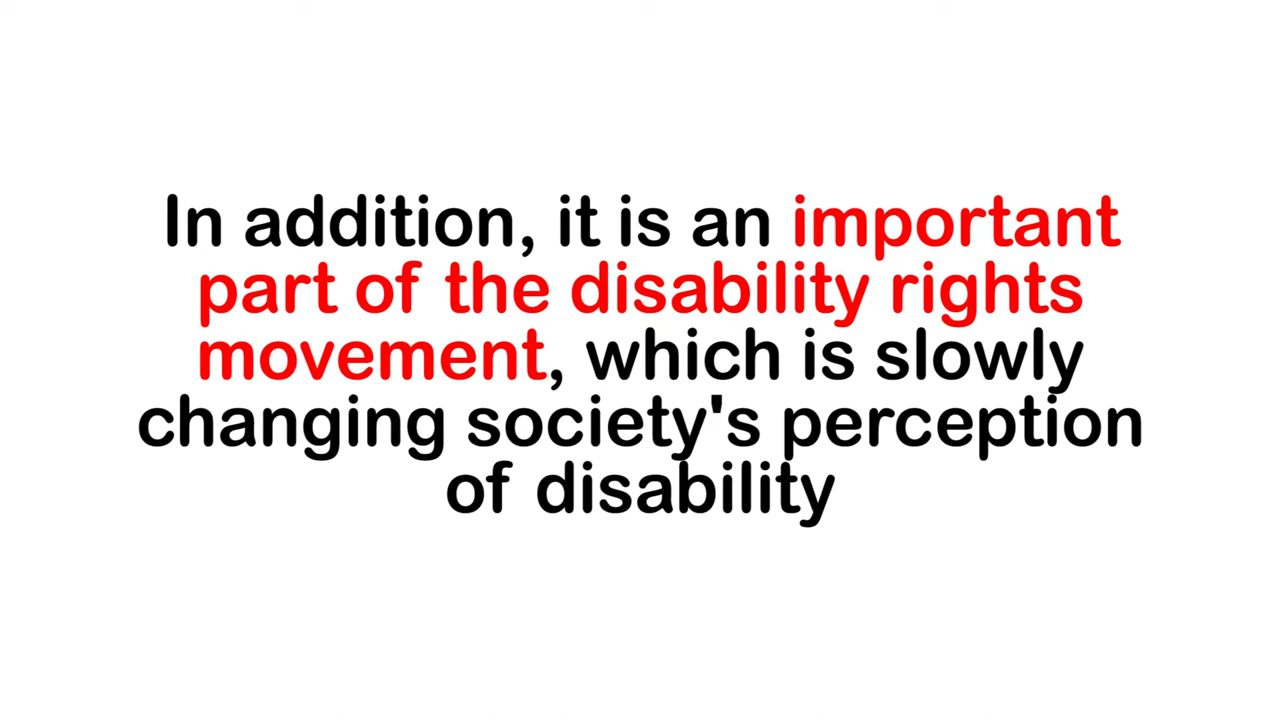 In addition, it is an important
part of the disability rights
movement, which is slowly
changing society's perception
of disability